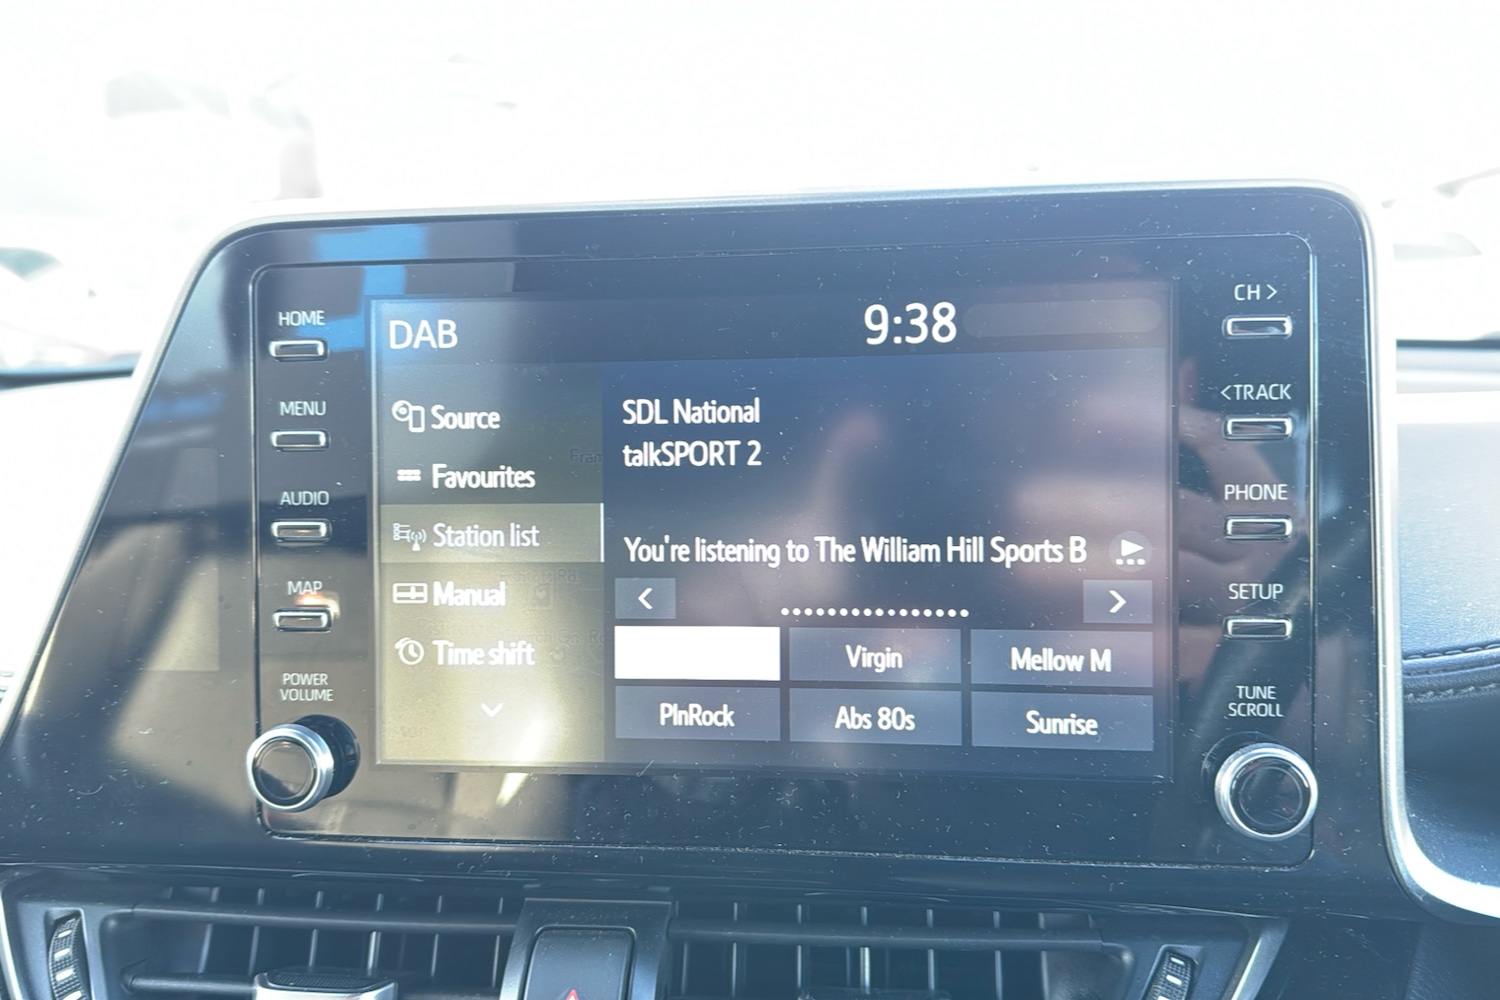 HOME
MENU
AUDIO
MAP
POWER
VOLUME
DAB
9:38
Source
Favourites
Station list
Manual
Time shift
SDL National
talkSPORT 2
You're listening to The William Hill Sports B
Virgin
Mellow M
PlnRock
Abs 80s
Sunrise
CH >
<TRACK
PHONE
SETUP
TUNE
SCROLL